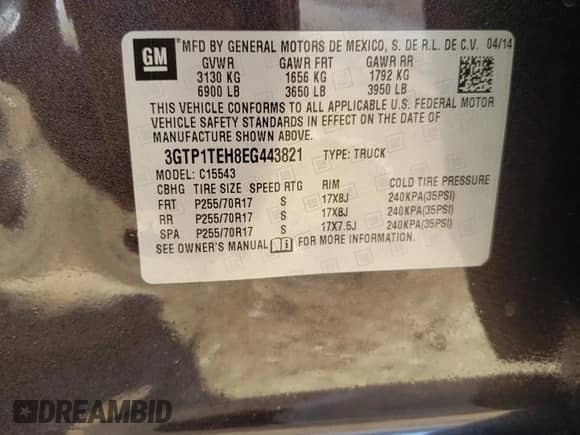 GM
MFD BY GENERAL MOTORS DE MEXICO, S. DE R.L. DE C.V. 04/14
GVWR GAWR FRT GAWR RR
3130 KG 1656 KG 1792 KG
6900 LB 3650 LB 3950 LB
THIS VEHICLE CONFORMS TO ALL APPLICABLE U.S. FEDERAL MOTOR
VEHICLE SAFETY STANDARDS IN EFFECT ON THE DATE OF
MANUFACTURE SHOWN ABOVE.
3GTP1TEH8EG443821 TYPE: TRUCK
MODEL: C15543
CBHG TIRE SIZE SPEED RTG RIM COLD TIRE PRESSURE
FRT P255/70R17 S 17X8J 240KPA(35PSI)
RR P255/70R17 S 17X8J 240KPA(35PSI)
SPA P255/70R17 S 17X7.5J 240KPA(35PSI)
SEE OWNER'S MANUAL FOR MORE INFORMATION.
DREAMBID